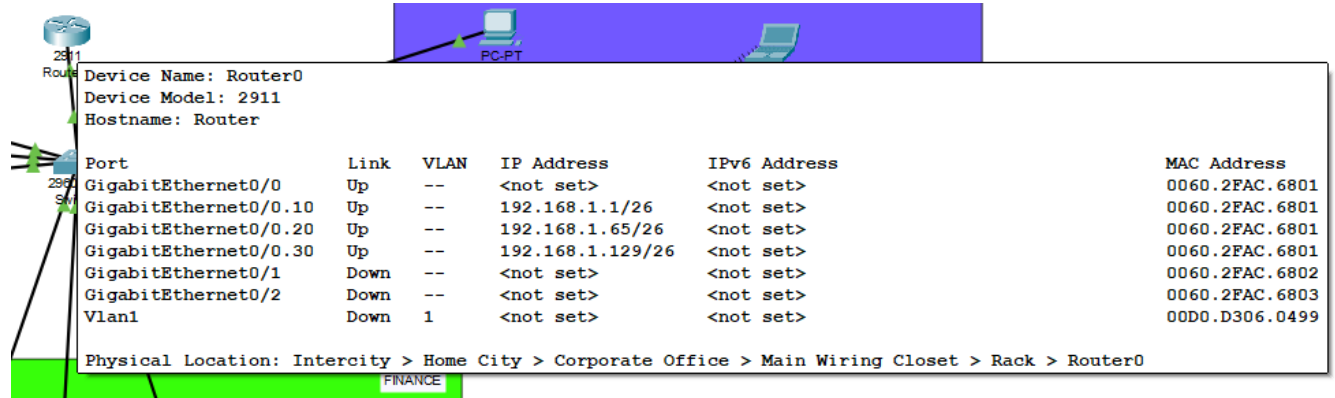 2911
PC-PT
Device Name: Router0
Device Model: 2911
Hostname: Router
Port Link VLAN IP Address IPv6 Address MAC Address
GigabitEthernet0/0 Up -- <not set> <not set> 0060.2FAC.6801
GigabitEthernet0/0.10 Up -- 192.168.1.1/26 <not set> 0060.2FAC.6801
GigabitEthernet0/0.20 Up -- 192.168.1.65/26 <not set> 0060.2FAC.6801
GigabitEthernet0/0.30 Up -- 192.168.1.129/26 <not set> 0060.2FAC.6801
GigabitEthernet0/1 Down -- <not set> <not set> 0060.2FAC.6802
GigabitEthernet0/2 Down -- <not set> <not set> 0060.2FAC.6803
Vlan1 Down 1 <not set> <not set> 00D0.D306.0499
Physical Location: Intercity > Home City > Corporate Office > Main Wiring Closet > Rack > Router0
FINANCE